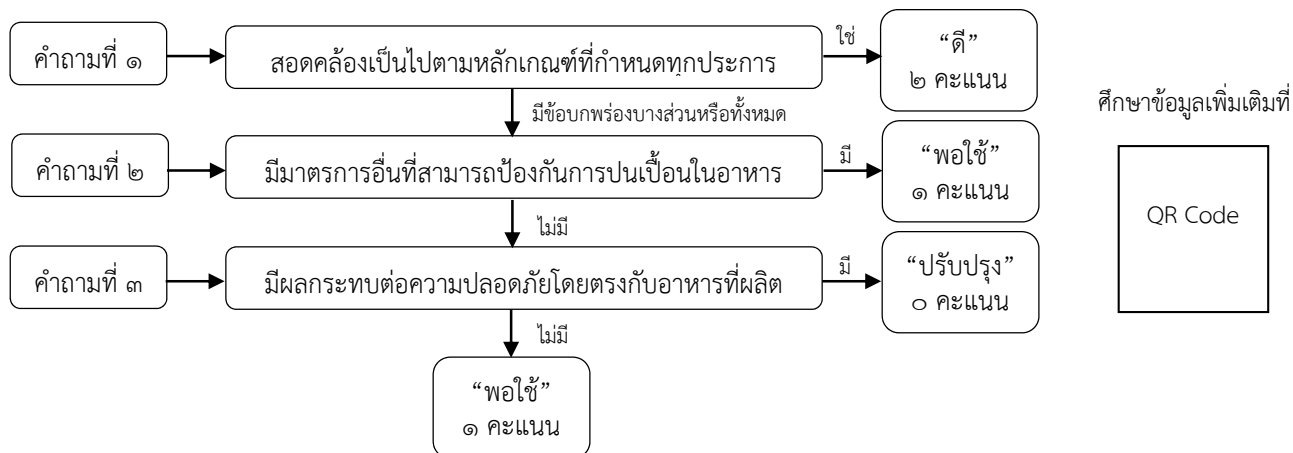 คำถามที่ ๑
สอดคล้องเป็นไปตามหลักเกณฑ์ที่กำหนดทุกประการ
ใช่
“ดี”
๒ คะแนน
มีข้อบกพร่องบางส่วนหรือทั้งหมด
ศึกษาข้อมูลเพิ่มเติมที่
คำถามที่ ๒
มีมาตรการอื่นที่สามารถป้องกันการปนเปื้อนในอาหาร
มี
“พอใช้”
๑ คะแนน
QR Code
ไม่มี
คำถามที่ ๓
มีผลกระทบต่อความปลอดภัยโดยตรงกับอาหารที่ผลิต
มี
“ปรับปรุง”
๐ คะแนน
ไม่มี
“พอใช้”
๑ คะแนน